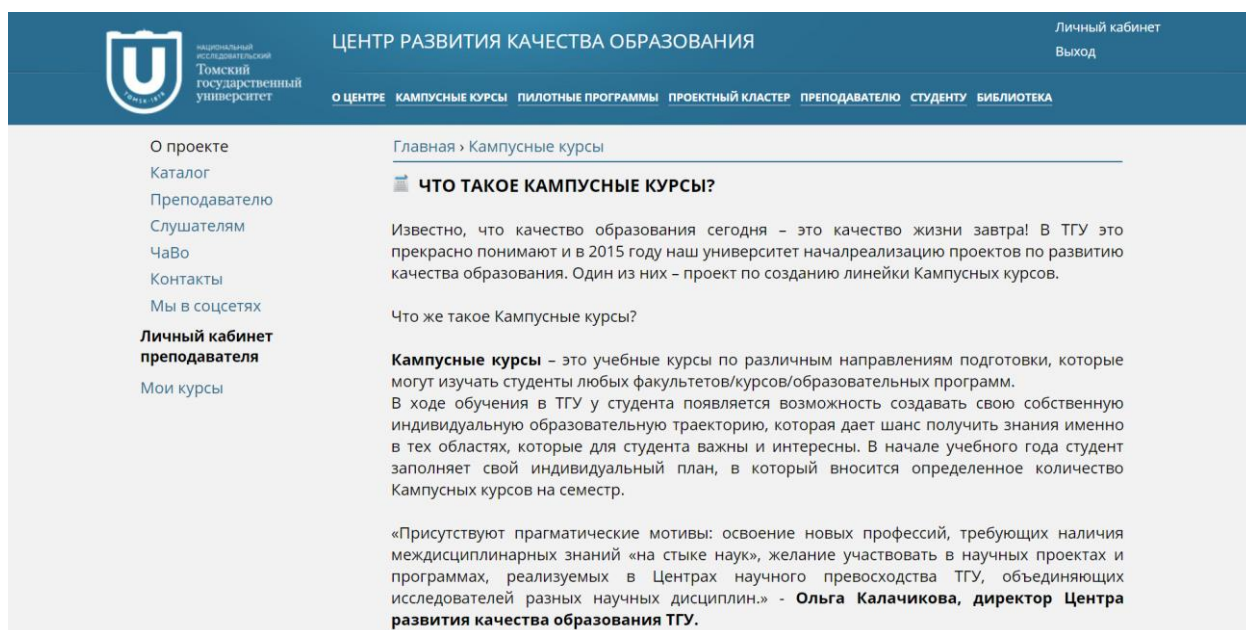 национальный
исследовательский
Томский
государственный
университет
ТОМСК·1878
ЦЕНТР РАЗВИТИЯ КАЧЕСТВА ОБРАЗОВАНИЯ
Личный кабинет
Выход
О ЦЕНТРЕ КАМПУСНЫЕ КУРСЫ ПИЛОТНЫЕ ПРОГРАММЫ ПРОЕКТНЫЙ КЛАСТЕР ПРЕПОДАВАТЕЛЮ СТУДЕНТУ БИБЛИОТЕКА
О проекте
Каталог
Преподавателю
Слушателям
ЧаВо
Контакты
Мы в соцсетях
Личный кабинет
преподавателя
Мои курсы
Главная › Кампусные курсы
ЧТО ТАКОЕ КАМПУСНЫЕ КУРСЫ?
Известно, что качество образования сегодня – это качество жизни завтра! В ТГУ это
прекрасно понимают и в 2015 году наш университет началреализацию проектов по развитию
качества образования. Один из них – проект по созданию линейки Кампусных курсов.
Что же такое Кампусные курсы?
Кампусные курсы – это учебные курсы по различным направлениям подготовки, которые
могут изучать студенты любых факультетов/курсов/образовательных программ.
В ходе обучения в ТГУ у студента появляется возможность создавать свою собственную
индивидуальную образовательную траекторию, которая дает шанс получить знания именно
в тех областях, которые для студента важны и интересны. В начале учебного года студент
заполняет свой индивидуальный план, в который вносится определенное количество
Кампусных курсов на семестр.
«Присутствуют прагматические мотивы: освоение новых профессий, требующих наличия
междисциплинарных знаний «на стыке наук», желание участвовать в научных проектах и
программах, реализуемых в Центрах научного превосходства ТГУ, объединяющих
исследователей разных научных дисциплин.» - Ольга Калачикова, директор Центра
развития качества образования ТГУ.